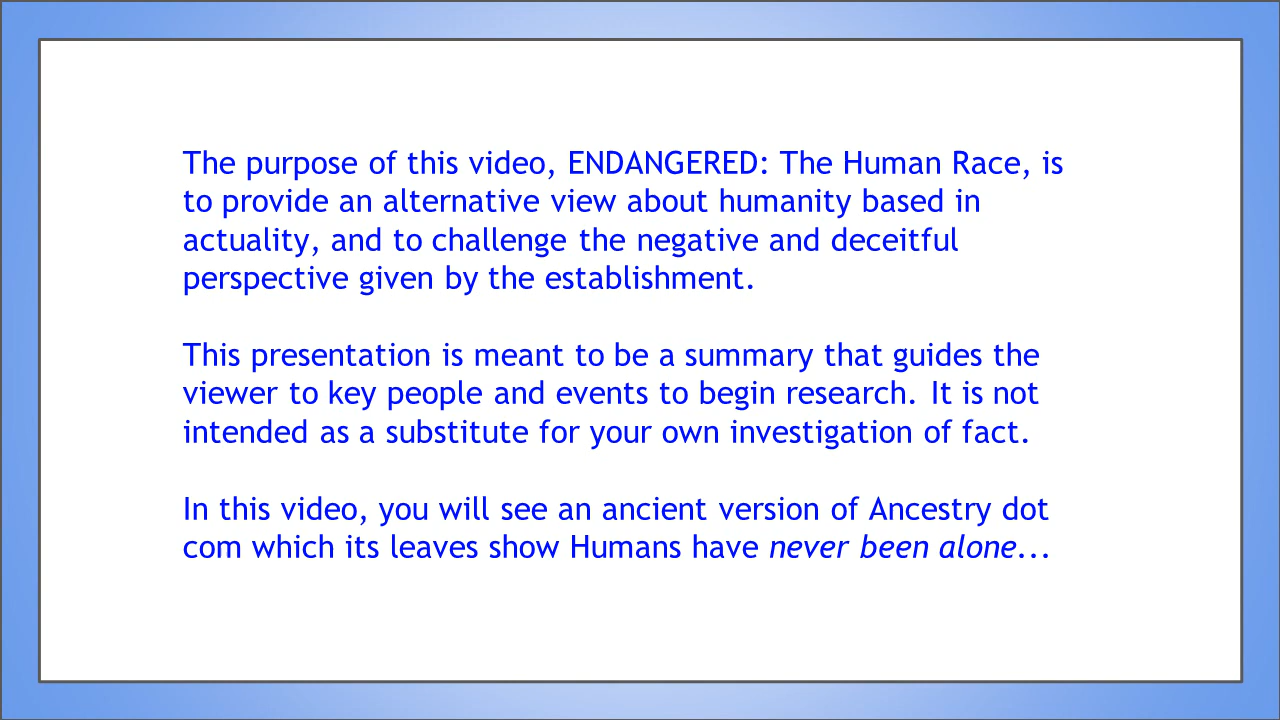 The purpose of this video, ENDANGERED: The Human Race, is
to provide an alternative view about humanity based in
actuality, and to challenge the negative and deceitful
perspective given by the establishment.
This presentation is meant to be a summary that guides the
viewer to key people and events to begin research. It is not
intended as a substitute for your own investigation of fact.
In this video, you will see an ancient version of Ancestry dot
com which its leaves show Humans have never been alone...